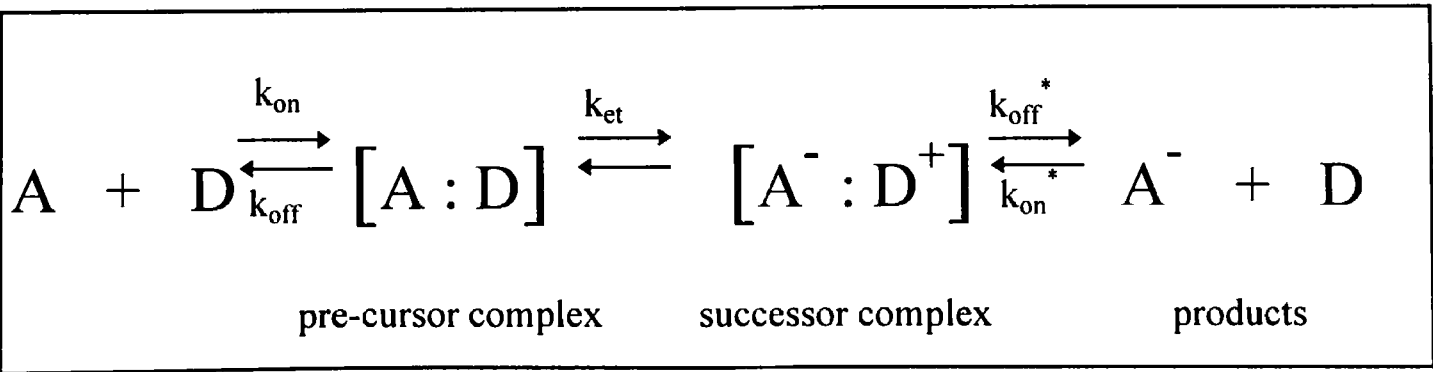 k_on k_et k_off*
A + D [A : D] [A⁻ : D⁺] A⁻ + D
k_off k_on*
pre-cursor complex successor complex products